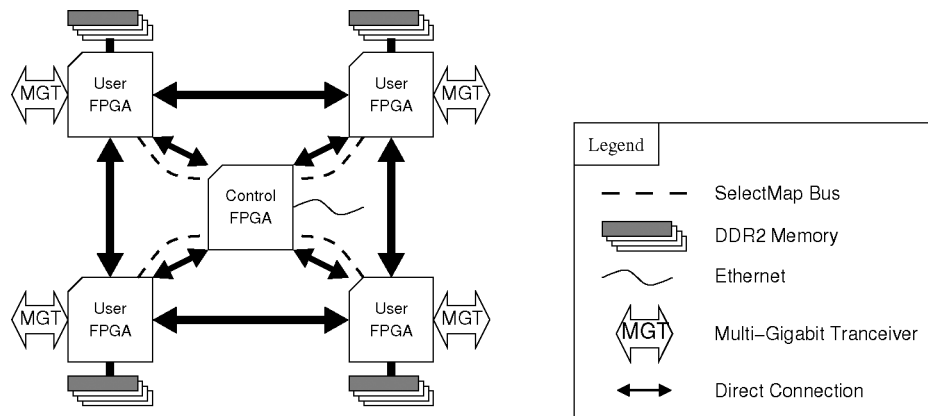 MGT
User
FPGA
User
FPGA
MGT
Control
FPGA
MGT
User
FPGA
User
FPGA
MGT
Legend
SelectMap Bus
DDR2 Memory
Ethernet
MGT
Multi-Gigabit Tranceiver
Direct Connection